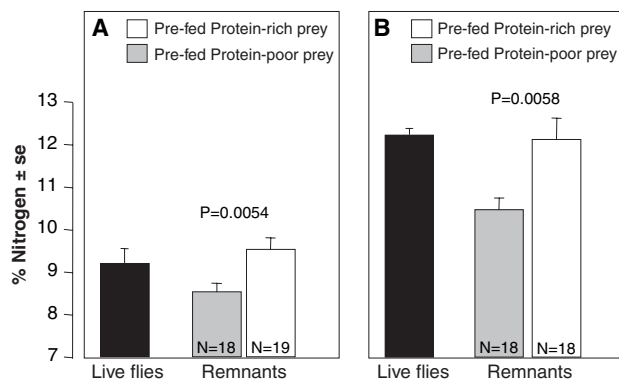 A
Pre-fed Protein-rich prey
Pre-fed Protein-poor prey
B
Pre-fed Protein-rich prey
Pre-fed Protein-poor prey
% Nitrogen ± se
13
12
11
10
9
8
7
P=0.0054
P=0.0058
N=18
N=19
N=18
N=18
Live flies
Remnants
Live flies
Remnants